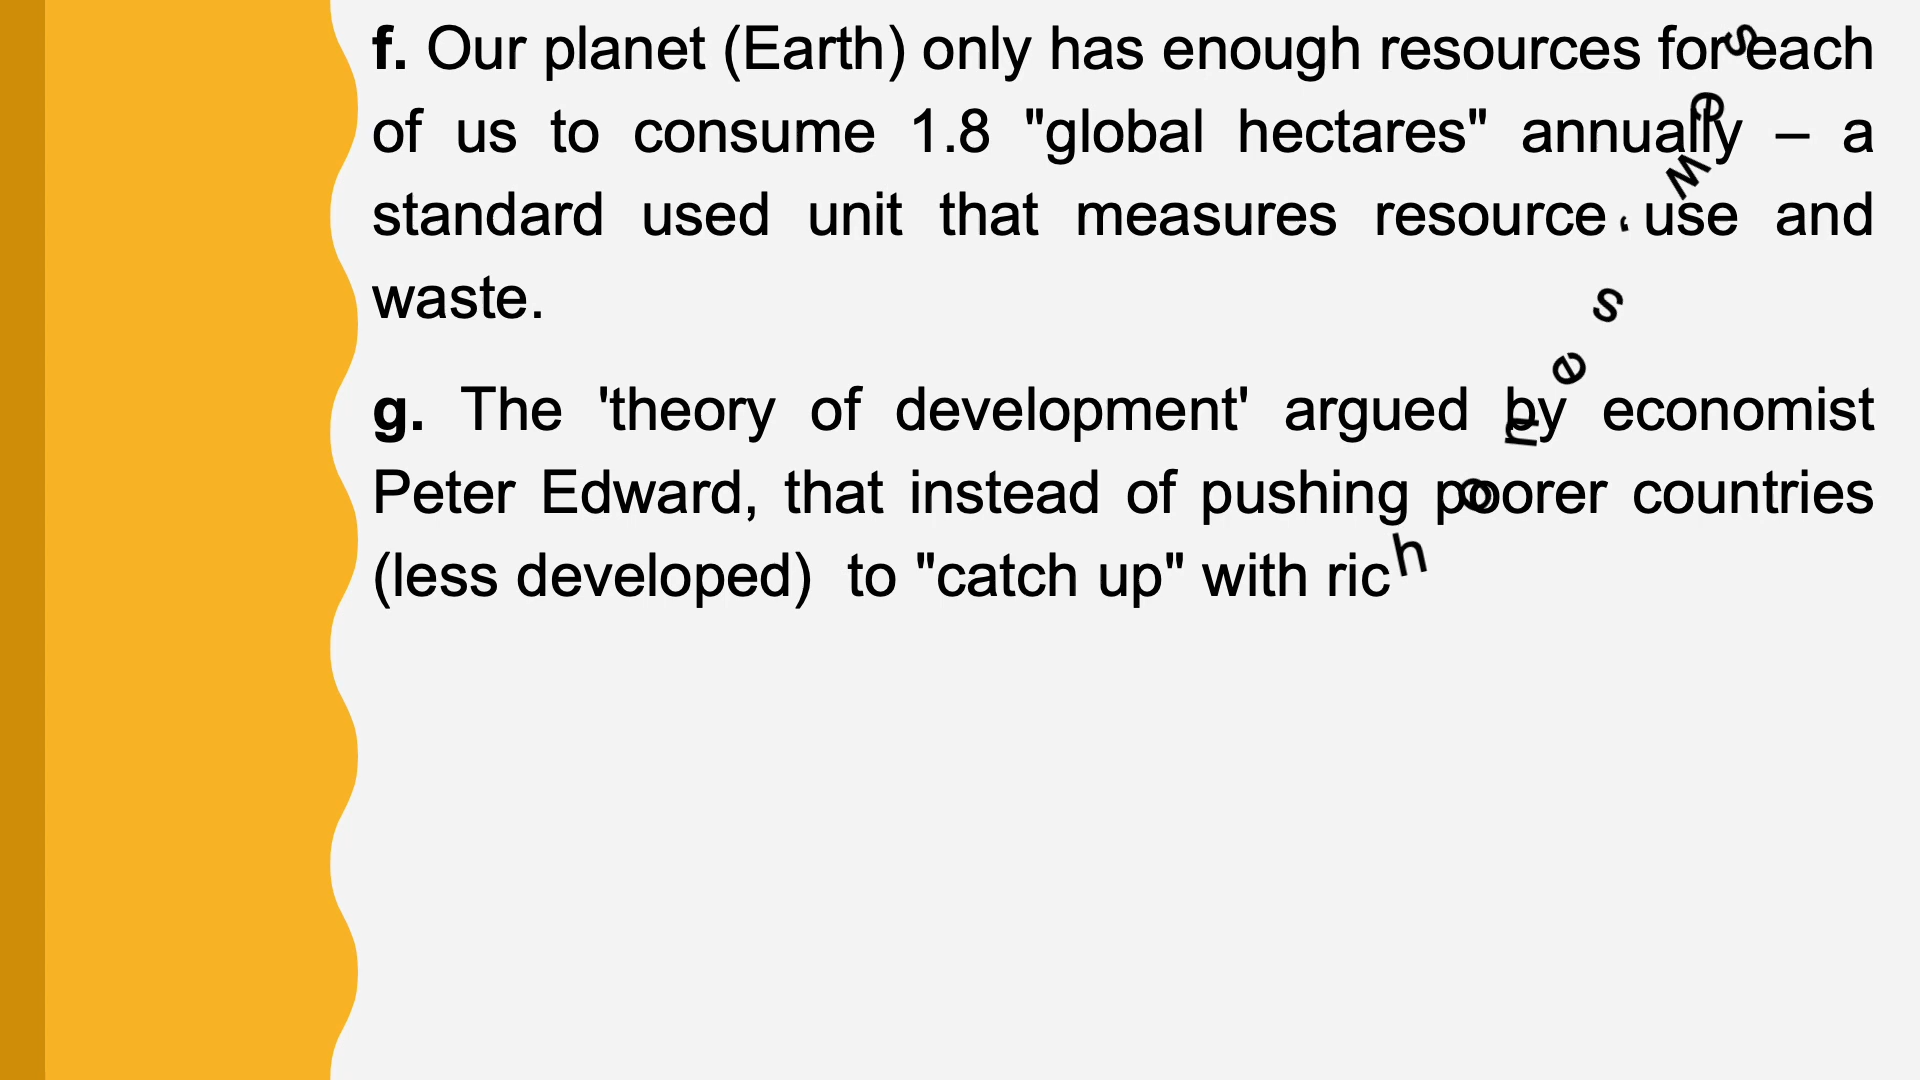 f. Our planet (Earth) only has enough resources for each
of us to consume 1.8 "global hectares" annually – a
standard used unit that measures resource use and
waste.
g. The 'theory of development' argued by economist
Peter Edward, that instead of pushing poorer countries
(less developed) to "catch up" with rich
o
r
e
s
,
w
e
s